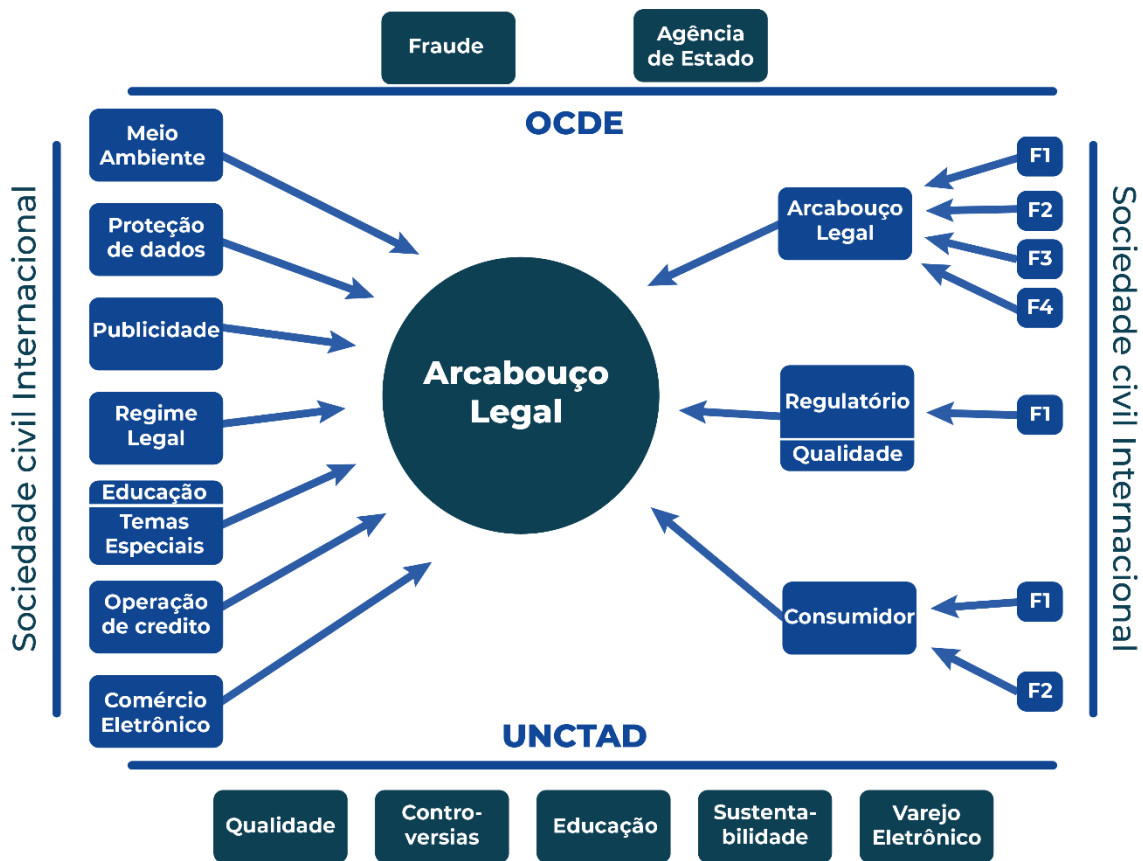 Fraude
Agência
de Estado
OCDE
Sociedade civil Internacional
Meio
Ambiente
Proteção
de dados
Publicidade
Regime
Legal
Educação
Temas
Especiais
Operação
de credito
Comércio
Eletrônico
Arcabouço
Legal
Arcabouço
Legal
F1
F2
F3
F4
Regulatório
Qualidade
F1
Consumidor
F1
F2
Sociedade civil Internacional
UNCTAD
Qualidade
Contro-
versias
Educação
Sustenta-
bilidade
Varejo
Eletrônico